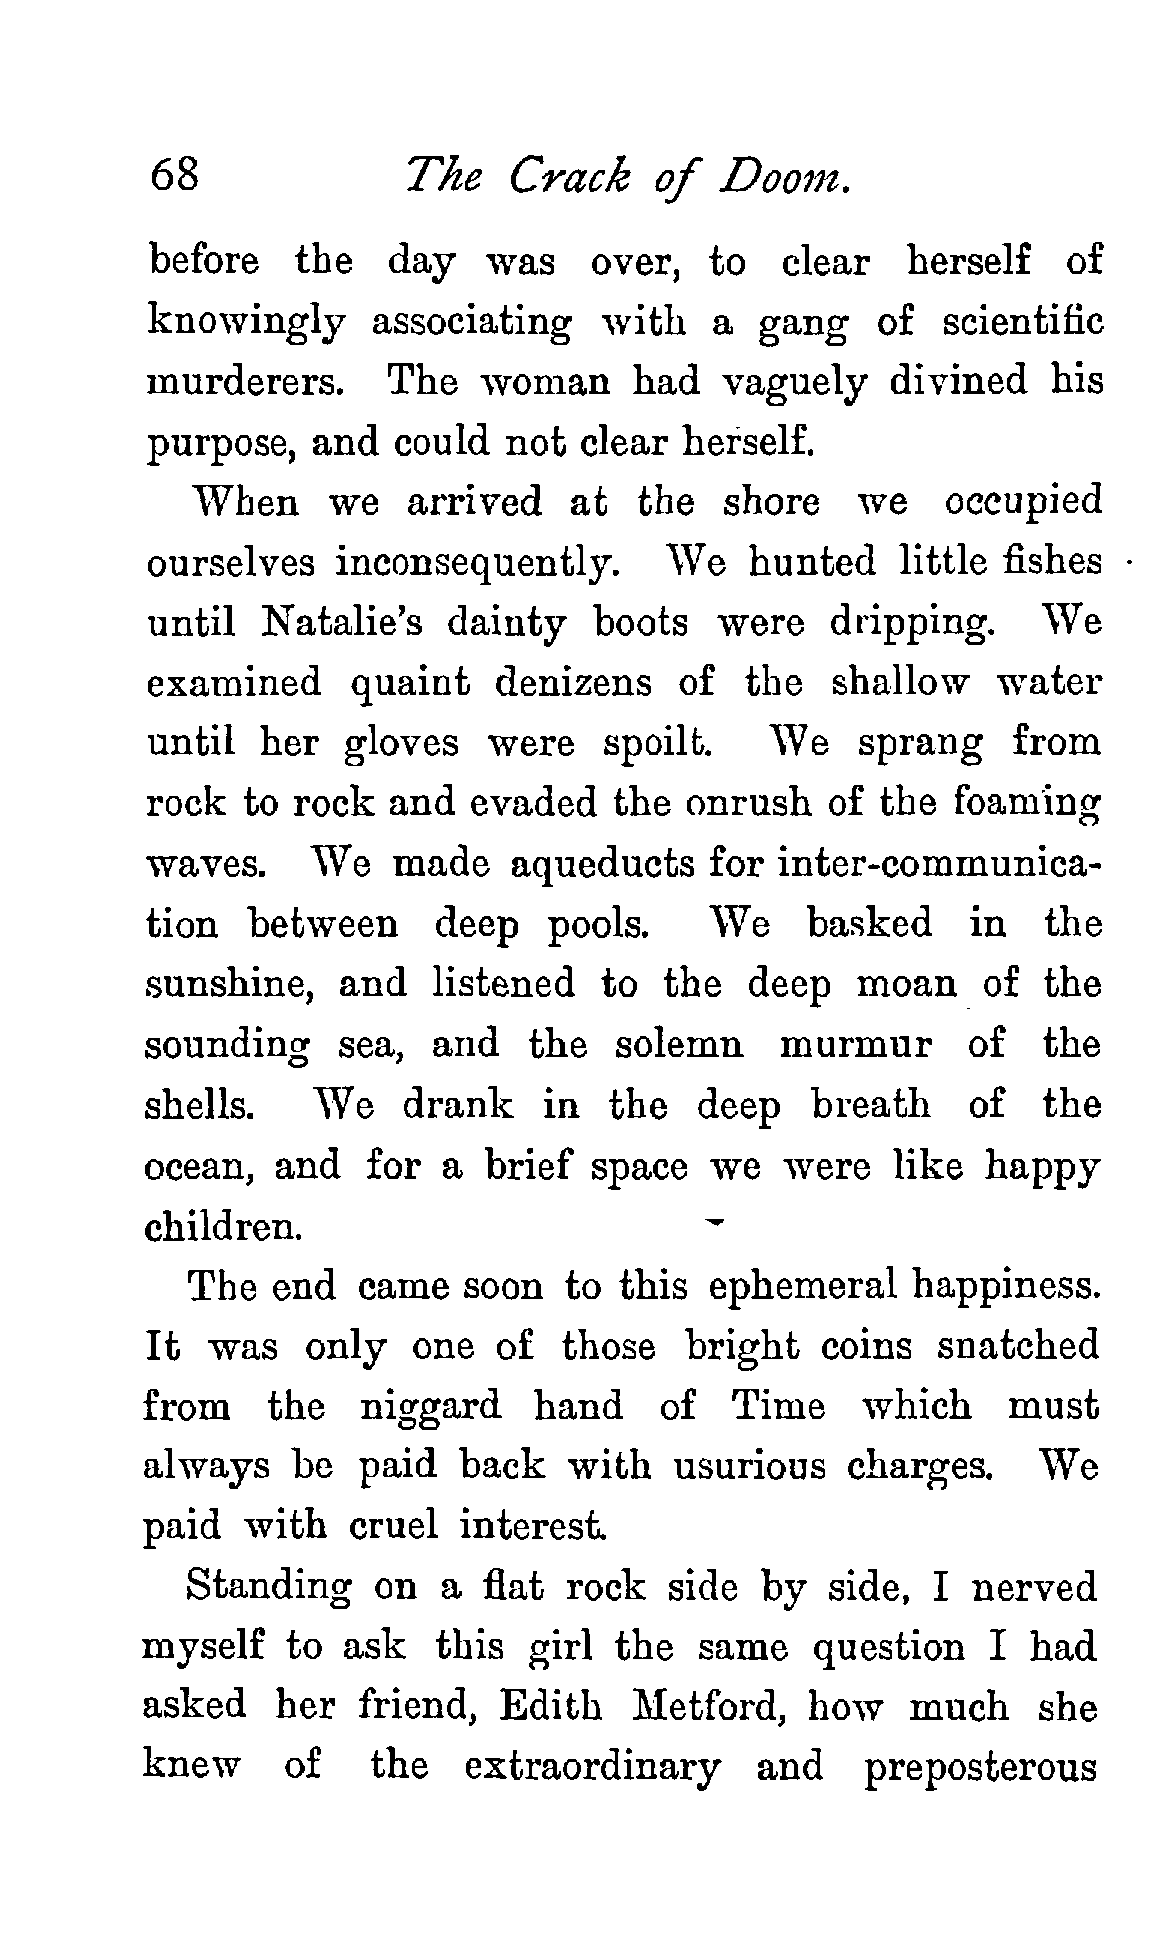 68 The Crack of Doom.
before the day was over, to clear herself of
knowingly associating with a gang of scientific
murderers. The woman had vaguely divined his
purpose, and could not clear herself.
When we arrived at the shore we occupied
ourselves inconsequently. We hunted little fishes
until Natalie's dainty boots were dripping. We
examined quaint denizens of the shallow water
until her gloves were spoilt. We sprang from
rock to rock and evaded the onrush of the foaming
waves. We made aqueducts for inter-communica-
tion between deep pools. We basked in the
sunshine, and listened to the deep moan of the
sounding sea, and the solemn murmur of the
shells. We drank in the deep breath of the
ocean, and for a brief space we were like happy
children.
The end came soon to this ephemeral happiness.
It was only one of those bright coins snatched
from the niggard hand of Time which must
always be paid back with usurious charges. We
paid with cruel interest.
Standing on a flat rock side by side, I nerved
myself to ask this girl the same question I had
asked her friend, Edith Metford, how much she
knew of the extraordinary and preposterous